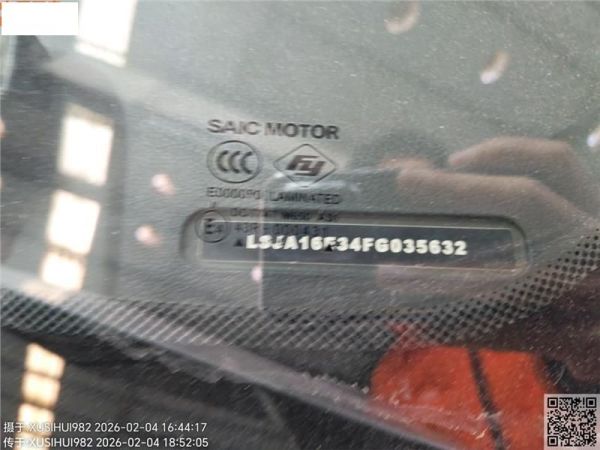 SAIC MOTOR
E000090 LAMINATED
LSJA16E34FG035632
摄于 XUSIHUI982 2026-02-04 16:44:17
传于 XUSIHUI982 2026-02-04 18:52:05